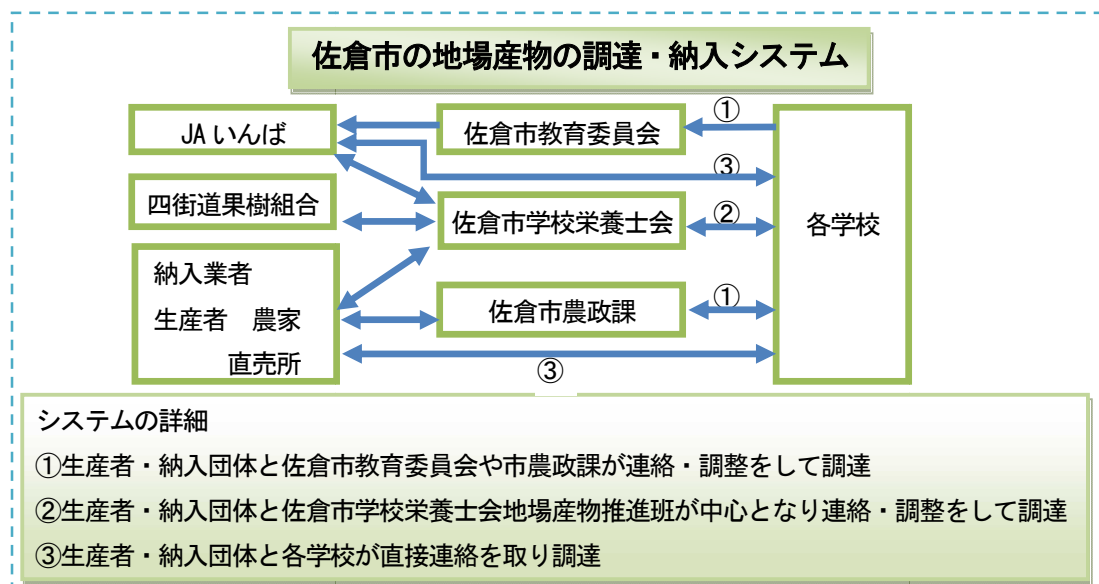 佐倉市の地場産物の調達・納入システム
JAいんば
佐倉市教育委員会
①
③
四街道果樹組合
佐倉市学校栄養士会
②
各学校
納入業者
生産者　農家
直売所
佐倉市農政課
①
③
システムの詳細
①生産者・納入団体と佐倉市教育委員会や市農政課が連絡・調整をして調達
②生産者・納入団体と佐倉市学校栄養士会地場産物推進班が中心となり連絡・調整をして調達
③生産者・納入団体と各学校が直接連絡を取り調達